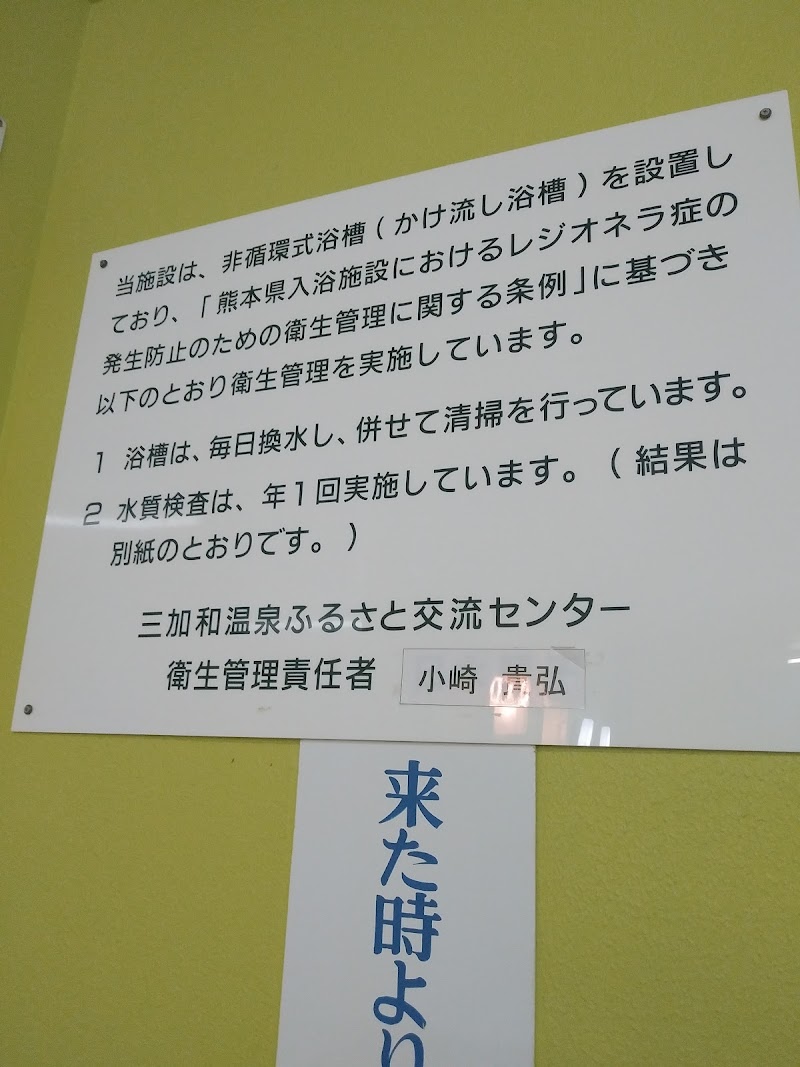 当施設は、非循環式浴槽(かけ流し浴槽)を設置し
ており、「熊本県入浴施設におけるレジオネラ症の
発生防止のための衛生管理に関する条例」に基づき
以下のとおり衛生管理を実施しています。
1 浴槽は、毎日換水し、併せて清掃を行っています。
2 水質検査は、年1回実施しています。(結果は
別紙のとおりです。)
三加和温泉ふるさと交流センター
衛生管理責任者 小崎 貴弘
来た時より